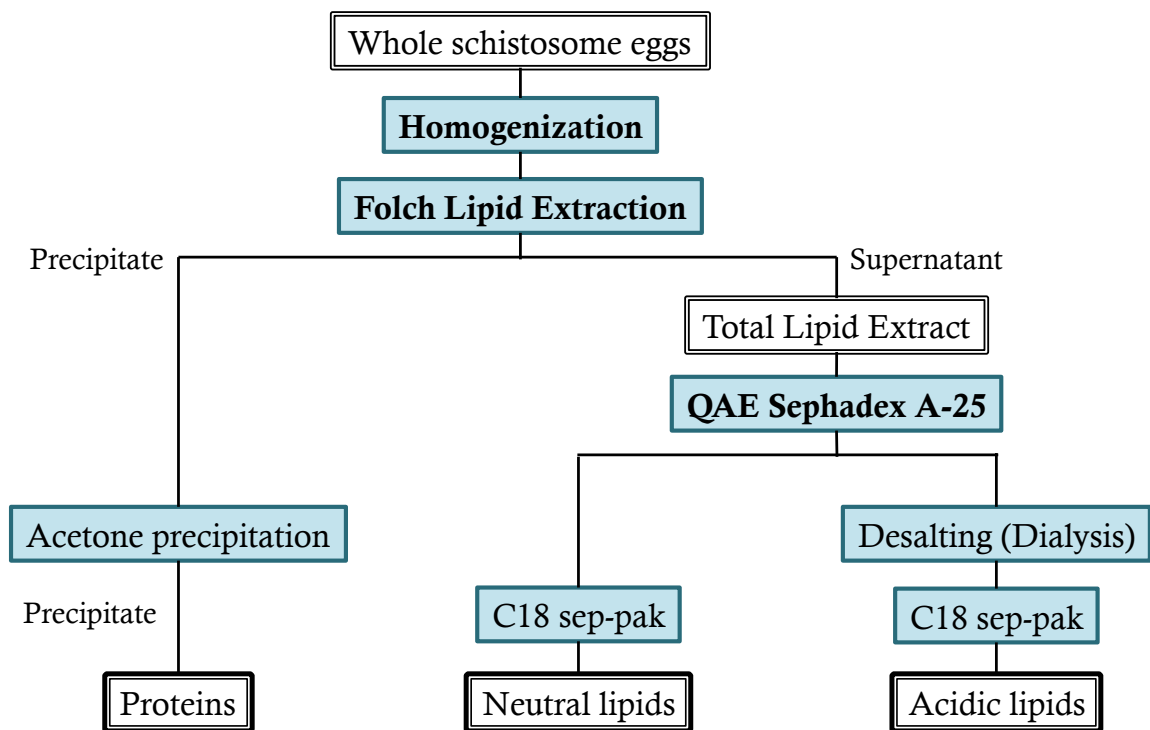 Whole schistosome eggs
Homogenization
Folch Lipid Extraction
Precipitate
Supernatant
Total Lipid Extract
QAE Sephadex A-25
Acetone precipitation
Desalting (Dialysis)
Precipitate
C18 sep-pak
C18 sep-pak
Proteins
Neutral lipids
Acidic lipids